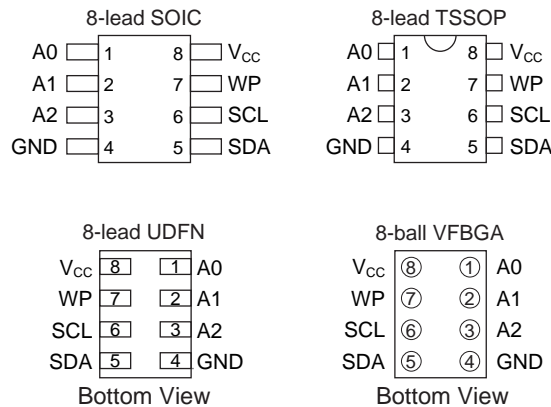 8-lead SOIC
A0 1 8 VCC
A1 2 7 WP
A2 3 6 SCL
GND 4 5 SDA
8-lead TSSOP
A0 1 8 VCC
A1 2 7 WP
A2 3 6 SCL
GND 4 5 SDA
8-lead UDFN
VCC 8 1 A0
WP 7 2 A1
SCL 6 3 A2
SDA 5 4 GND
Bottom View
8-ball VFBGA
VCC 8 1 A0
WP 7 2 A1
SCL 6 3 A2
SDA 5 4 GND
Bottom View